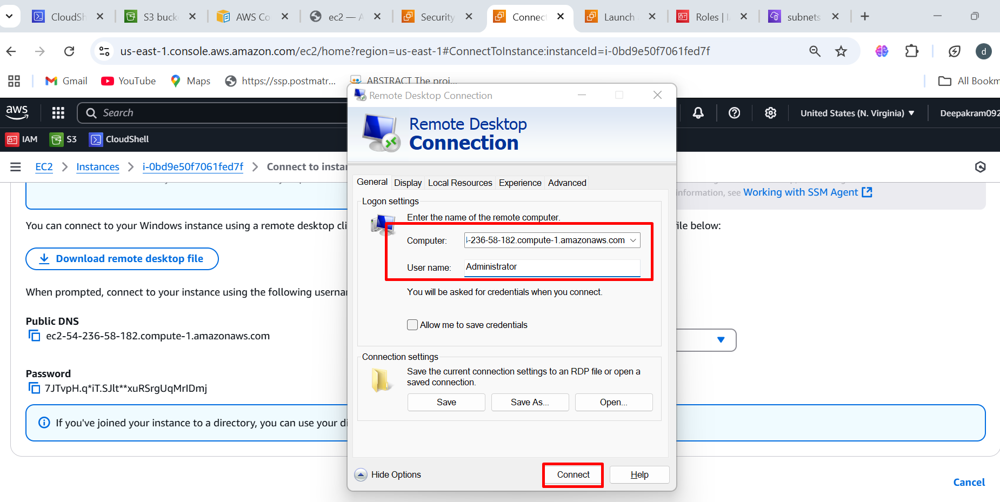 CloudSh
S3 buck
AWS Co
ec2 — A
Security
Connect
Launch
Roles | I
subnets
us-east-1.console.aws.amazon.com/ec2/home?region=us-east-1#ConnectToInstance:instanceId=i-0bd9e50f7061fed7f
d
Gmail
YouTube
Maps
https://ssp.postmatr...
ABSTRACT The proj...
All Bookm
aws
Search
United States (N. Virginia)
Deepakram092
IAM
S3
CloudShell
EC2
Instances
i-0bd9e50f7061fed7f
Connect to instan
information, see Working with SSM Agent
You can connect to your Windows instance using a remote desktop cli
file below:
Download remote desktop file
When prompted, connect to your instance using the following userna
Public DNS
ec2-54-236-58-182.compute-1.amazonaws.com
Password
7JTvpH.q*iT.SJlt**xuRSrgUqMrIDmj
If you've joined your instance to a directory, you can use your di
Cancel
Remote Desktop Connection
Remote Desktop
Connection
General
Display
Local Resources
Experience
Advanced
Logon settings
Enter the name of the remote computer.
Computer:
-236-58-182.compute-1.amazonaws.com
User name:
Administrator
You will be asked for credentials when you connect.
Allow me to save credentials
Connection settings
Save the current connection settings to an RDP file or open a
saved connection.
Save
Save As...
Open...
Hide Options
Connect
Help